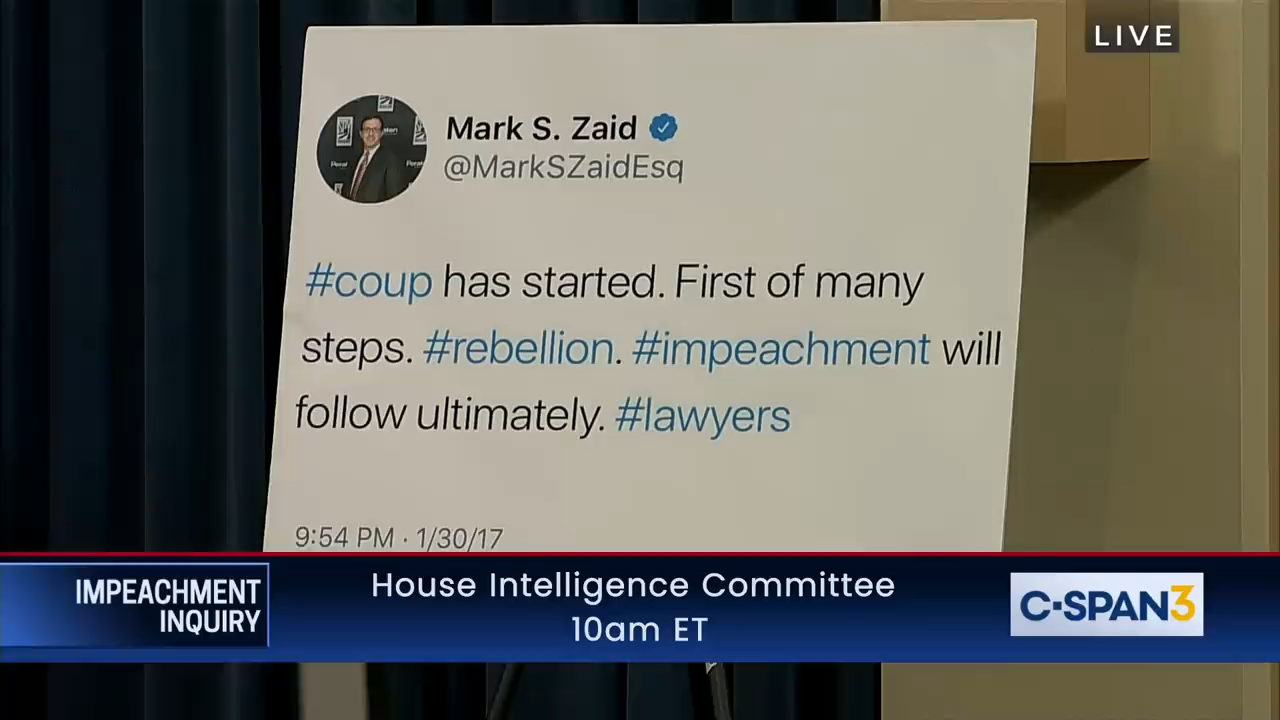 LIVE
Mark S. Zaid
@MarkSZaidEsq
#coup has started. First of many
steps. #rebellion. #impeachment will
follow ultimately. #lawyers
9:54 PM · 1/30/17
IMPEACHMENT
INQUIRY
House Intelligence Committee
10am ET
C-SPAN3